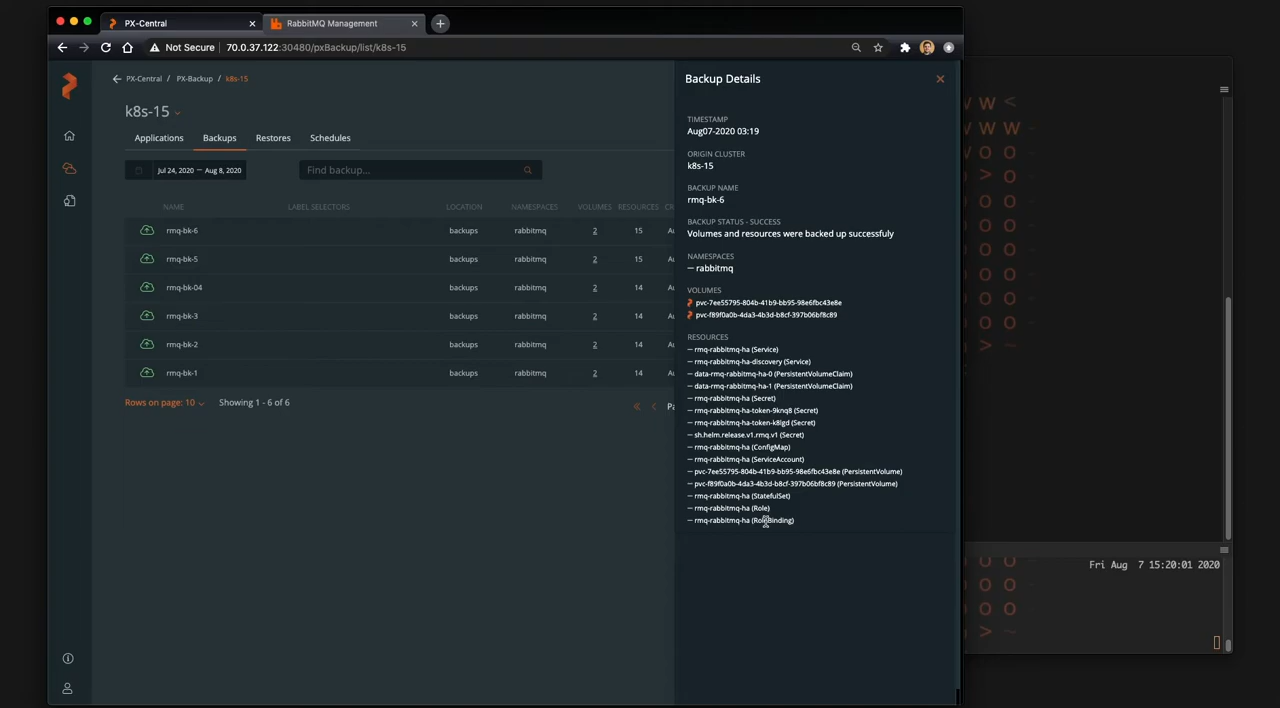 PX-Central
RabbitMQ Management
Not Secure
70.0.37.122:30480/pxBackup/list/k8s-15
PX-Central / PX-Backup / k8s-15
k8s-15
Applications
Backups
Restores
Schedules
Jul 24, 2020 — Aug 8, 2020
Find backup...
NAME LABEL SELECTORS LOCATION NAMESPACES VOLUMES RESOURCES
rmq-bk-6 backups rabbitmq 2 15
rmq-bk-5 backups rabbitmq 2 15
rmq-bk-04 backups rabbitmq 2 14
rmq-bk-3 backups rabbitmq 2 14
rmq-bk-2 backups rabbitmq 2 14
rmq-bk-1 backups rabbitmq 2 14
Rows on page: 10 Showing 1 - 6 of 6
Backup Details
TIMESTAMP
Aug07-2020 03:19
ORIGIN CLUSTER
k8s-15
BACKUP NAME
rmq-bk-6
BACKUP STATUS - SUCCESS
Volumes and resources were backed up successfuly
NAMESPACES
— rabbitmq
VOLUMES
pvc-7ee55795-804b-41b9-bb95-98e6fbc43e8e
pvc-f89f0a0b-4da3-4b3d-b8cf-397b06bf8c89
RESOURCES
— rmq-rabbitmq-ha (Service)
— rmq-rabbitmq-ha-discovery (Service)
— data-rmq-rabbitmq-ha-0 (PersistentVolumeClaim)
— data-rmq-rabbitmq-ha-1 (PersistentVolumeClaim)
— rmq-rabbitmq-ha (Secret)
— rmq-rabbitmq-ha-token-9knq8 (Secret)
— rmq-rabbitmq-ha-token-k8lgd (Secret)
— sh.helm.release.v1.rmq.v1 (Secret)
— rmq-rabbitmq-ha (ConfigMap)
— rmq-rabbitmq-ha (ServiceAccount)
— pvc-7ee55795-804b-41b9-bb95-98e6fbc43e8e (PersistentVolume)
— pvc-f89f0a0b-4da3-4b3d-b8cf-397b06bf8c89 (PersistentVolume)
— rmq-rabbitmq-ha (StatefulSet)
— rmq-rabbitmq-ha (Role)
— rmq-rabbitmq-ha (RoleBinding)
W <
W W
o o
> o
o o
o o
o o
o o
o o
o o
> ~
Fri Aug 7 15:20:01 2020
o o
o o
o o
> ~